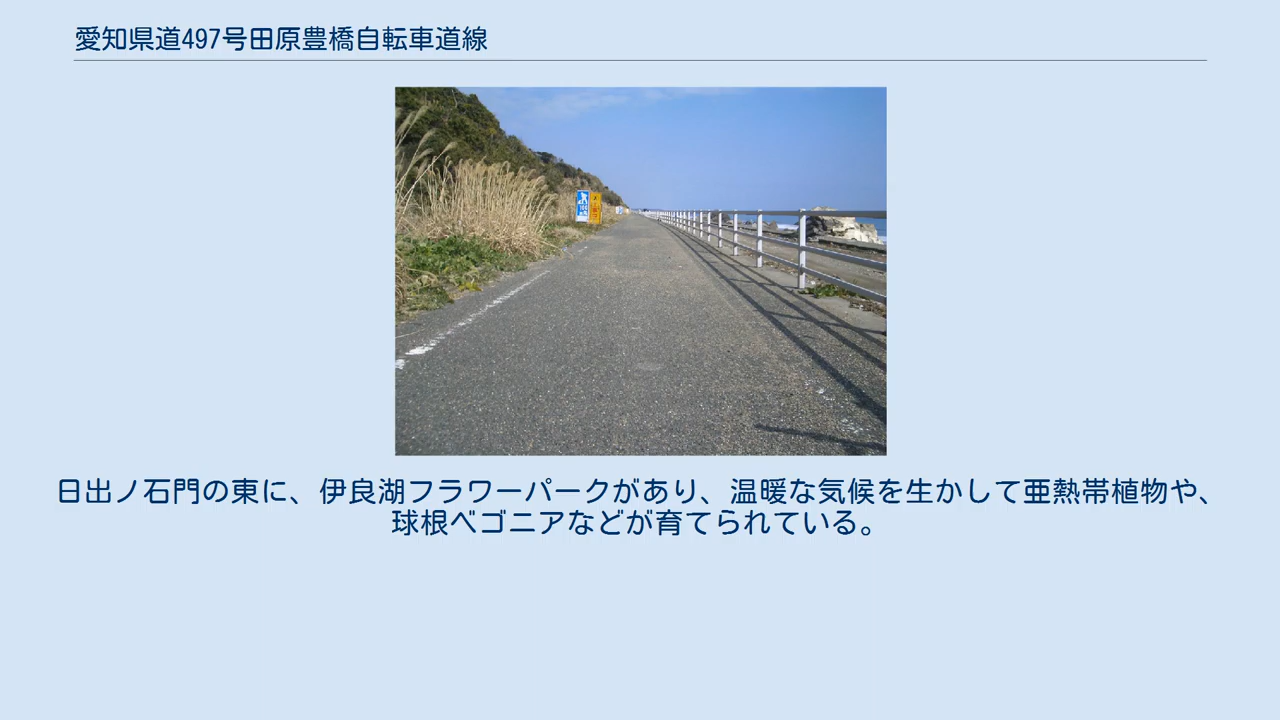 愛知県道497号田原豊橋自転車道線
日出ノ石門の東に、伊良湖フラワーパークがあり、温暖な気候を生かして亜熱帯植物や、
球根ベゴニアなどが育てられている。